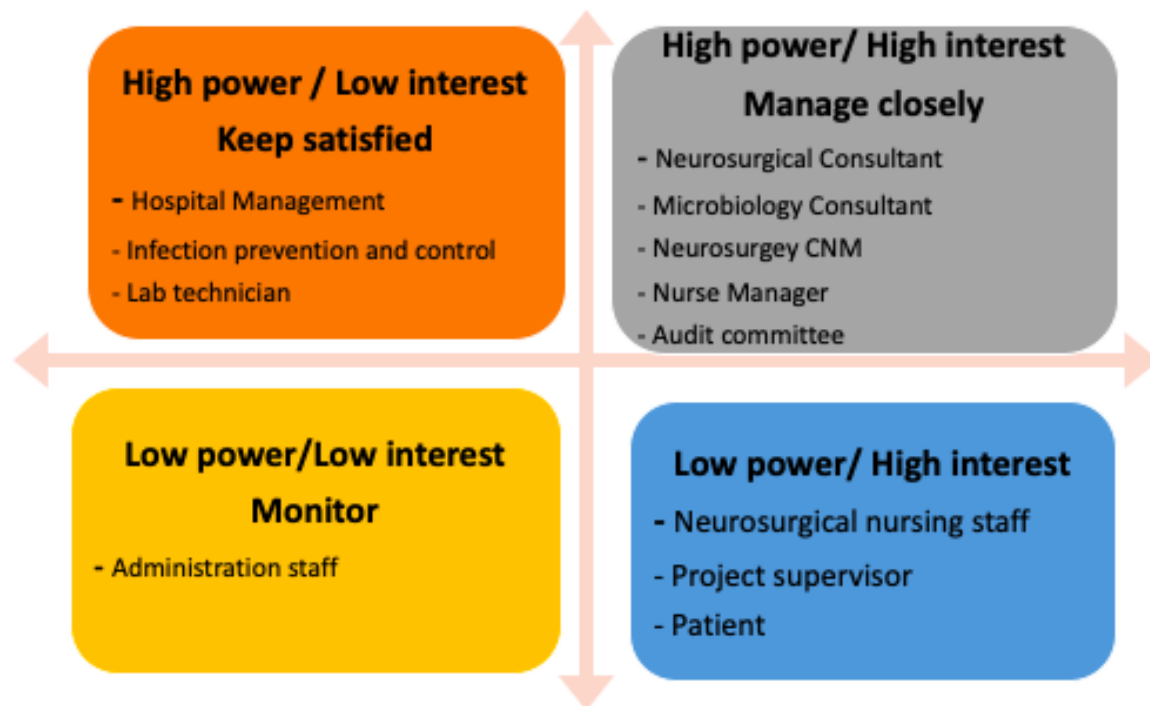 High power / Low interest
Keep satisfied
- Hospital Management
- Infection prevention and control
- Lab technician
High power/ High interest
Manage closely
- Neurosurgical Consultant
- Microbiology Consultant
- Neurosurgey CNM
- Nurse Manager
- Audit committee
Low power/Low interest
Monitor
- Administration staff
Low power/ High interest
- Neurosurgical nursing staff
- Project supervisor
- Patient